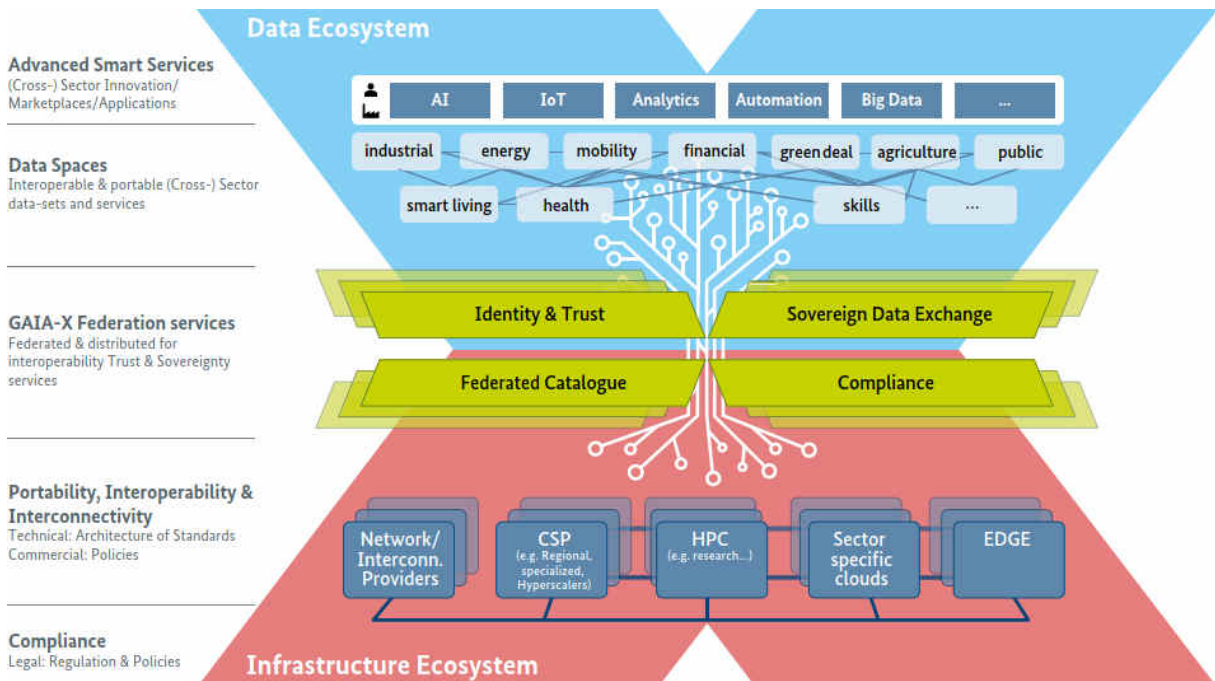 Data Ecosystem
Advanced Smart Services
(Cross-) Sector Innovation/
Marketplaces/Applications
AI
IoT
Analytics
Automation
Big Data
...
Data Spaces
Interoperable & portable (Cross-) Sector
data-sets and services
industrial
energy
mobility
financial
green deal
agriculture
public
smart living
health
skills
...
GAIA-X Federation services
Federated & distributed for
interoperability Trust & Sovereignty
services
Identity & Trust
Sovereign Data Exchange
Federated Catalogue
Compliance
Portability, Interoperability &
Interconnectivity
Technical: Architecture of Standards
Commercial: Policies
Network/
Interconn.
Providers
CSP
(e.g. Regional,
specialized,
Hyperscalers)
HPC
(e.g. research...)
Sector
specific
clouds
EDGE
Compliance
Legal: Regulation & Policies
Infrastructure Ecosystem